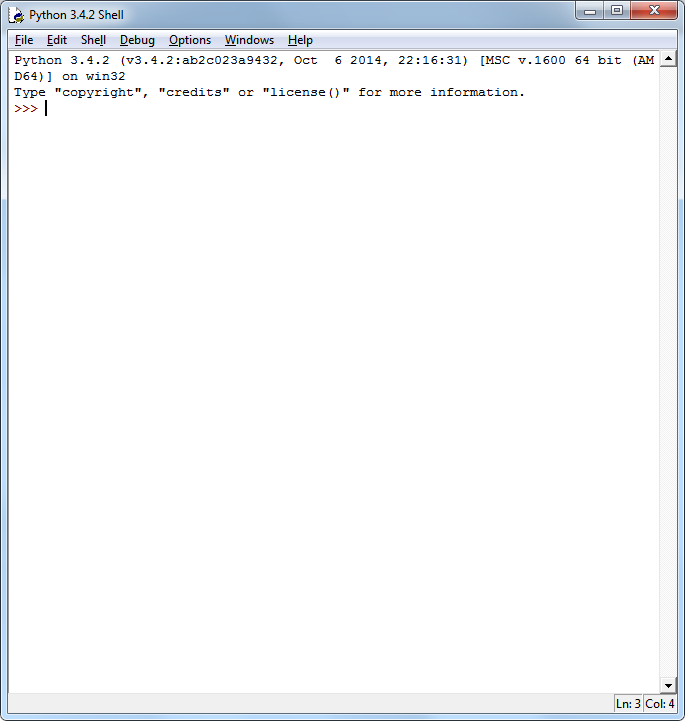 Python 3.4.2 Shell
File Edit Shell Debug Options Windows Help
Python 3.4.2 (v3.4.2:ab2c023a9432, Oct  6 2014, 22:16:31) [MSC v.1600 64 bit (AM
D64)] on win32
Type "copyright", "credits" or "license()" for more information.
>>>
Ln: 3 Col: 4